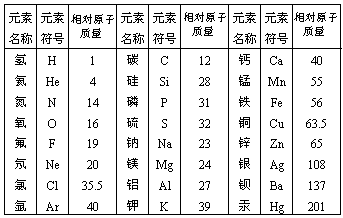 元素 元素 相对原子 元素 元素 相对原子 元素 元素 相对原子
名称 符号 质量 名称 符号 质量 名称 符号 质量
氢 H 1 碳 C 12 钙 Ca 40
氦 He 4 硅 Si 28 锰 Mn 55
氮 N 14 磷 P 31 铁 Fe 56
氧 O 16 硫 S 32 铜 Cu 63.5
氟 F 19 钠 Na 23 锌 Zn 65
氖 Ne 20 镁 Mg 24 银 Ag 108
氯 Cl 35.5 铝 Al 27 钡 Ba 137
氩 Ar 40 钾 K 39 汞 Hg 201